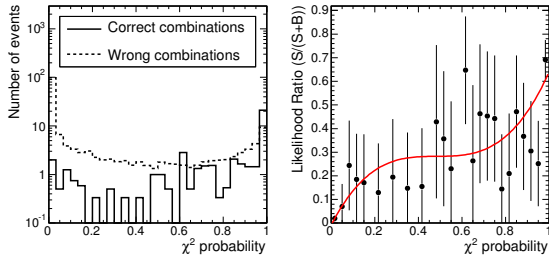 Number of events
10³
10²
10
1
10⁻¹
Correct combinations
Wrong combinations
0 0.2 0.4 0.6 0.8 1
χ² probability
Likelihood Ratio (S/(S+B))
0.9
0.8
0.7
0.6
0.5
0.4
0.3
0.2
0.1
0.0
0 0.2 0.4 0.6 0.8 1
χ² probability